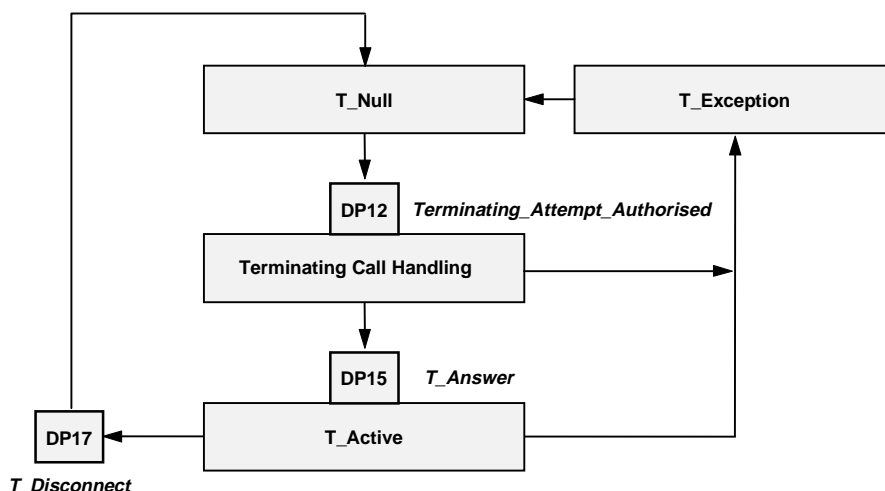 T_Null
T_Exception
DP12
Terminating_Attempt_Authorised
Terminating Call Handling
DP15
T_Answer
T_Active
DP17
T_Disconnect